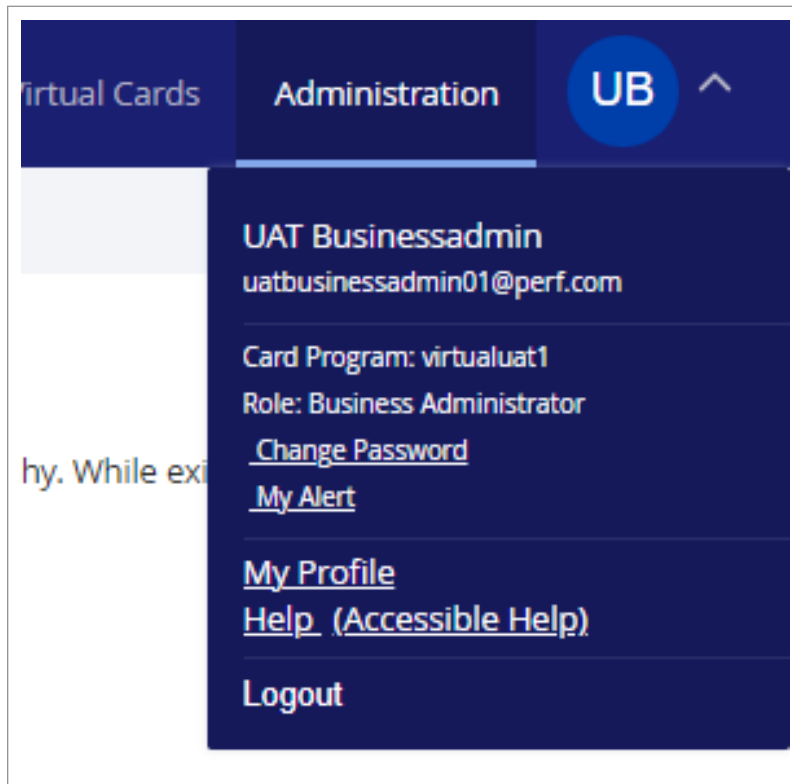 irtual Cards Administration UB
UAT Businessadmin
uatbusinessadmin01@perf.com
Card Program: virtualuat1
Role: Business Administrator
Change Password
hy. While exi
My Alert
My Profile
Help (Accessible Help)
Logout